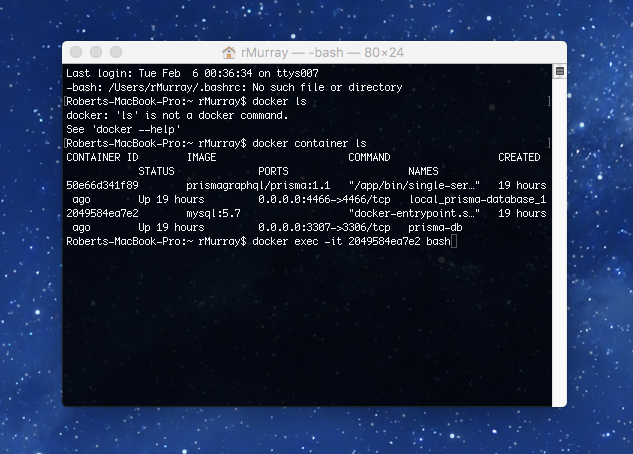 rMurray — -bash — 80×24
Last login: Tue Feb  6 00:36:34 on ttys007
-bash: /Users/rMurray/.bashrc: No such file or directory
[Roberts-MacBook-Pro:~ rMurray$ docker ls ]
docker: 'ls' is not a docker command.
See 'docker --help'
[Roberts-MacBook-Pro:~ rMurray$ docker container ls ]
CONTAINER ID        IMAGE                    COMMAND                  CREATED
           STATUS              PORTS                    NAMES
50e66d341f89        prismagraphql/prisma:1.1   "/app/bin/single-ser…"   19 hours
 ago       Up 19 hours         0.0.0.0:4466->4466/tcp   local_prisma-database_1
2049584ea7e2        mysql:5.7                  "docker-entrypoint.s…"   19 hours
 ago       Up 19 hours         0.0.0.0:3307->3306/tcp   prisma-db
Roberts-MacBook-Pro:~ rMurray$ docker exec -it 2049584ea7e2 bash